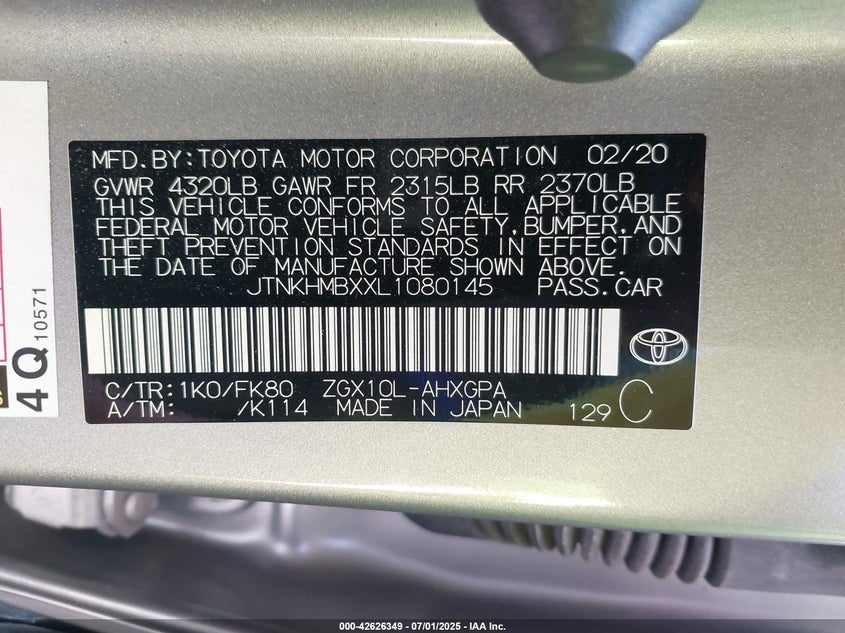 MFD.BY:TOYOTA MOTOR CORPORATION 02/20
GVWR 4320LB GAWR FR 2315LB RR 2370LB
THIS VEHICLE CONFORMS TO ALL APPLICABLE
FEDERAL MOTOR VEHICLE SAFETY,BUMPER,AND
THEFT PREVENTION STANDARDS IN EFFECT ON
THE DATE OF MANUFACTURE SHOWN ABOVE.
JTNKHMBXXL1080145 PASS.CAR
C/TR:1K0/FK80 ZGX10L-AHXGPA
A/TM: /K114 MADE IN JAPAN 129 C
4Q 10571
000-42626349 / 07/01/2025 - IAA Inc.